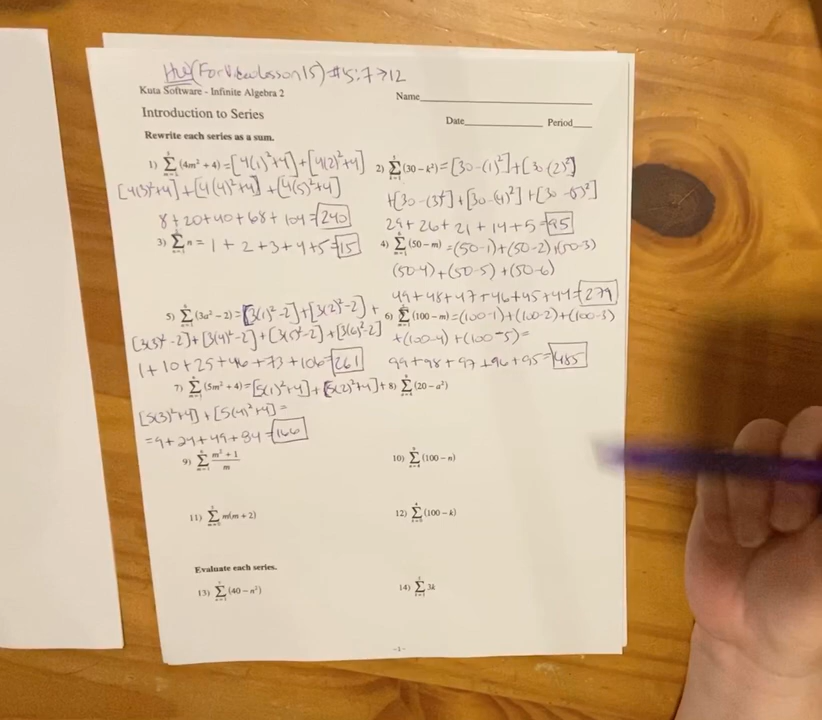 HW (For Video Lesson 15) #5; 7→12
Kuta Software - Infinite Algebra 2
Name
Introduction to Series
Date Period
Rewrite each series as a sum.
1) Σ (4m² + 4) = [4(1)²+4] + [4(2)²+4]
[4(3)²+4] + [4(4)²+4] + [4(5)²+4]
8+20+40+68+104=240
2) Σ (30 − k²) = [30-(1)²]+[30-(2)²]
+[30-(3)²]+[30-(4)²]+[30-(5)²]
29+26+21+14+5=95
3) Σ n = 1+2+3+4+5=15
4) Σ (50 − m) =(50-1)+(50-2)+(50-3)
(50-4)+(50-5)+(50-6)
49+48+47+46+45+44=279
5) Σ (3a² − 2) = [3(1)²-2]+[3(2)²-2]+
[3(3)²-2]+[3(4)²-2]+[3(5)²-2]+[3(6)²-2]
1+10+25+46+73+106=261
6) Σ (100 − m) =(100-1)+(100-2)+(100-3)
+(100-4)+(100-5)=
99+98+97+96+95=485
7) Σ (5m² + 4) =[5(1)²+4]+[5(2)²+4]+
[5(3)²+4]+[5(4)²+4]=
=9+24+49+84=166
8) Σ (20 − a²)
9) Σ m² + 1
m
10) Σ (100 − n)
11) Σ m(m + 2)
12) Σ (100 − k)
Evaluate each series.
13) Σ (40 − n²)
14) Σ 3k
-1-